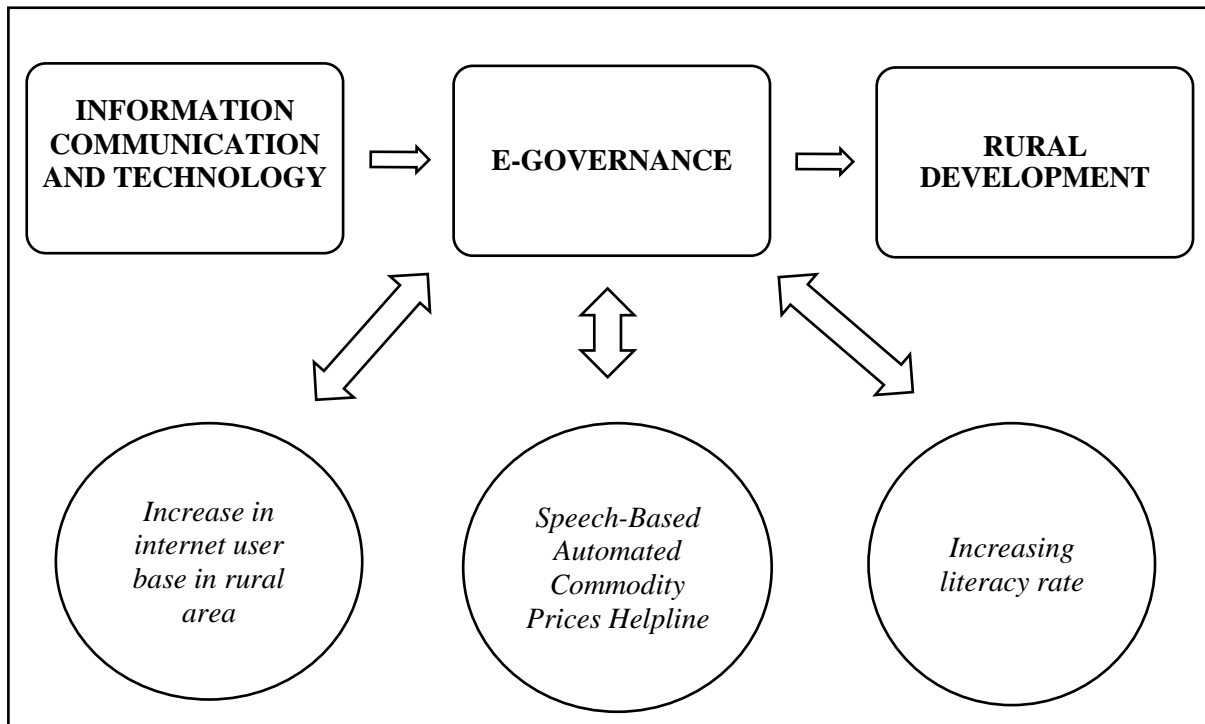 INFORMATION
COMMUNICATION
AND TECHNOLOGY
E-GOVERNANCE
RURAL
DEVELOPMENT
Increase in
internet user
base in rural
area
Speech-Based
Automated
Commodity
Prices Helpline
Increasing
literacy rate